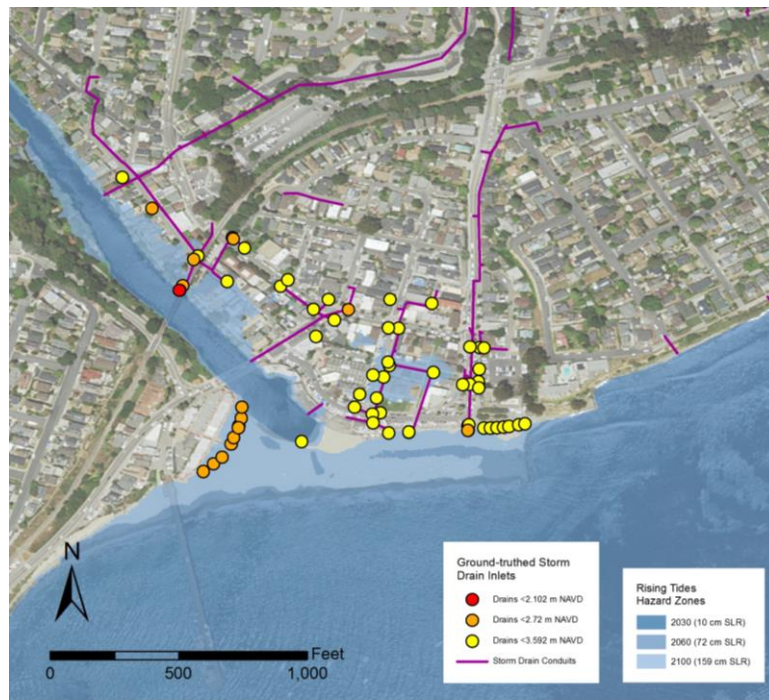 N
Feet
0 500 1,000
Ground-truthed Storm
Drain Inlets
Drains <2.102 m NAVD
Drains <2.72 m NAVD
Drains <3.592 m NAVD
Storm Drain Conduits
Rising Tides
Hazard Zones
2030 (10 cm SLR)
2060 (72 cm SLR)
2100 (159 cm SLR)